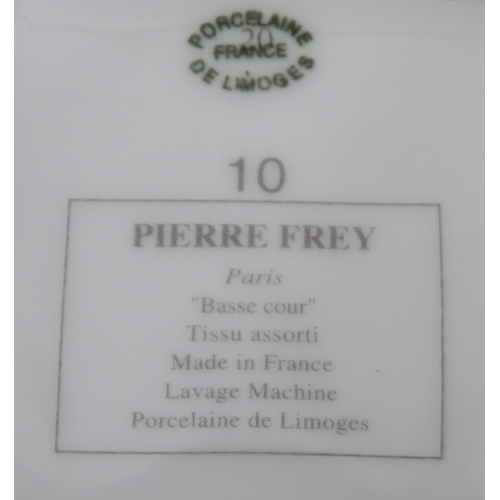 PORCELAINE
20
FRANCE
DE LIMOGES
10
PIERRE FREY
Paris
"Basse cour"
Tissu assorti
Made in France
Lavage Machine
Porcelaine de Limoges